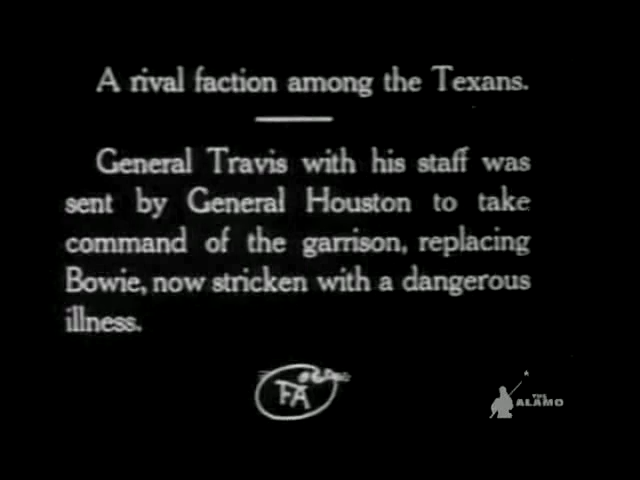 A rival faction among the Texans.
General Travis with his staff was
sent by General Houston to take
command of the garrison, replacing
Bowie, now stricken with a dangerous
illness.
FA
THE
ALAMO